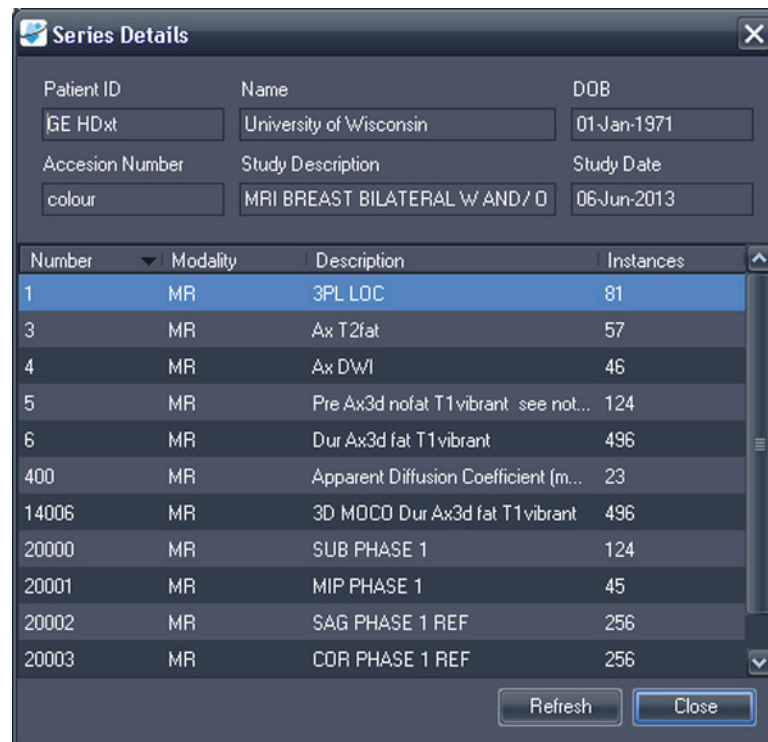 Series Details
Patient ID Name DOB
GE HDxt University of Wisconsin 01-Jan-1971
Accesion Number Study Description Study Date
colour MRI BREAST BILATERAL W AND/ O 06-Jun-2013
Number Modality Description Instances
1 MR 3PL LOC 81
3 MR Ax T2fat 57
4 MR Ax DWI 46
5 MR Pre Ax3d nofat T1vibrant see not... 124
6 MR Dur Ax3d fat T1vibrant 496
400 MR Apparent Diffusion Coefficient (m... 23
14006 MR 3D MOCO Dur Ax3d fat T1vibrant 496
20000 MR SUB PHASE 1 124
20001 MR MIP PHASE 1 45
20002 MR SAG PHASE 1 REF 256
20003 MR COR PHASE 1 REF 256
Refresh Close